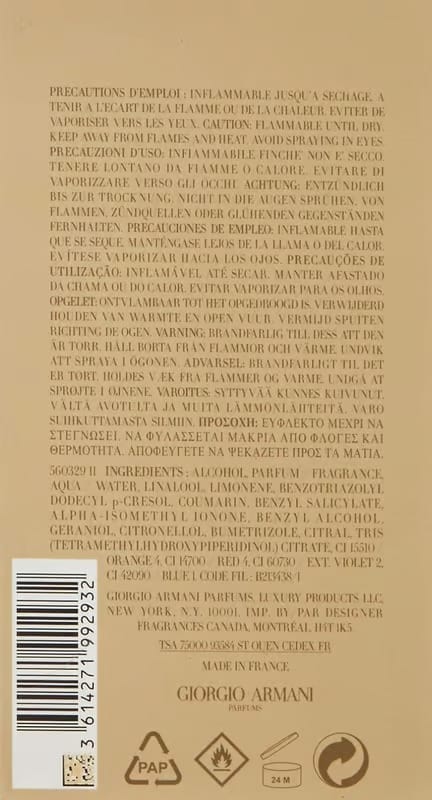 PRECAUTIONS D'EMPLOI : INFLAMMABLE JUSQU'A SECHAGE. A
TENIR A L'ECART DE LA FLAMME OU DE LA CHALEUR. EVITER DE
VAPORISER VERS LES YEUX. CAUTION: FLAMMABLE UNTIL DRY.
KEEP AWAY FROM FLAMES AND HEAT. AVOID SPRAYING IN EYES.
PRECAUZIONI D'USO: INFIAMMABILE FINCHE' NON E' SECCO.
TENERE LONTANO DA FIAMME O CALORE. EVITARE DI
VAPORIZZARE VERSO GLI OCCHI. ACHTUNG: ENTZÜNDLICH
BIS ZUR TROCKNUNG. NICHT IN DIE AUGEN SPRÜHEN. VON
FLAMMEN, ZÜNDQUELLEN ODER GLÜHENDEN GEGENSTÄNDEN
FERNHALTEN. PRECAUCIONES DE EMPLEO: INFLAMABLE HASTA
QUE SE SEQUE. MANTÉNGASE LEJOS DE LA LLAMA O DEL CALOR.
EVÍTESE VAPORIZAR HACIA LOS OJOS. PRECAUÇÕES DE
UTILIZAÇÃO: INFLAMÁVEL ATÉ SECAR. MANTER AFASTADO
DA CHAMA OU DO CALOR. EVITAR VAPORIZAR PARA OS OLHOS.
OPGELET: ONTVLAMBAAR TOT HET OPGEDROOGD IS. VERWIJDERD
HOUDEN VAN WARMTE EN OPEN VUUR. VERMIJD SPUITEN
RICHTING DE OGEN. VARNING: BRANDFARLIG TILL DESS ATT DEN
ÄR TORR. HÅLL BORTA FRÅN FLAMMOR OCH VÄRME. UNDVIK
ATT SPRAYA I ÖGONEN. ADVARSEL: BRANDFARLIGT TIL DET
ER TØRT. HOLDES VÆK FRA FLAMMER OG VARME. UNDGÅ AT
SPRØJTE I ØJNENE. VAROITUS: SYTTYVÄÄ KUNNES KUIVUNUT.
VÄLTÄ AVOTULTA JA MUITA LÄMMÖNLÄHTEITÄ. VARO
SUIHKUTTAMASTA SILMIIN. ΠΡΟΣΟΧΗ: ΕΥΦΛΕΚΤΟ ΜΕΧΡΙ ΝΑ
ΣΤΕΓΝΩΣΕΙ. ΝΑ ΦΥΛΑΣΣΕΤΑΙ ΜΑΚΡΙΑ ΑΠΟ ΦΛΟΓΕΣ ΚΑΙ
ΘΕΡΜΟΤΗΤΑ. ΑΠΟΦΕΥΓΕΤΕ ΝΑ ΨΕΚΑΖΕΤΕ ΠΡΟΣ ΤΑ ΜΑΤΙΑ.
560329 11 INGREDIENTS : ALCOHOL, PARFUM / FRAGRANCE,
AQUA / WATER, LINALOOL, LIMONENE, BENZOTRIAZOLYL
DODECYL p-CRESOL, COUMARIN, BENZYL SALICYLATE,
ALPHA-ISOMETHYL IONONE, BENZYL ALCOHOL,
GERANIOL, CITRONELLOL, BUMETRIZOLE, CITRAL, TRIS
(TETRAMETHYLHYDROXYPIPERIDINOL) CITRATE, CI 15510 /
ORANGE 4, CI 14700 / RED 4, CI 60730 / EXT. VIOLET 2,
CI 42090 / BLUE 1. CODE FIL : B213438/1
GIORGIO ARMANI PARFUMS, LUXURY PRODUCTS LLC,
NEW YORK, N.Y. 10001. IMP. BY/PAR DESIGNER
FRAGRANCES CANADA, MONTRÉAL, H4T 1K5.
TSA 75000 93584 ST OUEN CEDEX FR
MADE IN FRANCE
GIORGIO ARMANI
PARFUMS
3 614271 992932
PAP
24 M